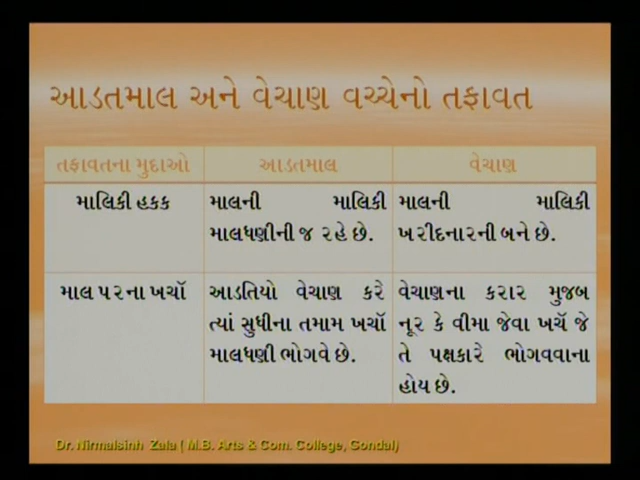 આડતમાલ અને વેચાણ વચ્ચેનો તફાવત
તફાવતના મુદાઓ આડતમાલ વેચાણ
માલિકી હકક
માલની માલિકી
માલધણીની જ રહે છે.
માલની માલિકી
ખરીદનારની બને છે.
માલ પરના ખર્ચો
આડતિયો વેચાણ કરે
ત્યાં સુધીના તમામ ખર્ચો
માલધણી ભોગવે છે.
વેચાણના કરાર મુજબ
નૂર કે વીમા જેવા ખર્ચ જે
તે પક્ષકારે ભોગવવાના
હોય છે.
Dr. Nirmalsinh Zala ( M.B. Arts & Com. College, Gondal)